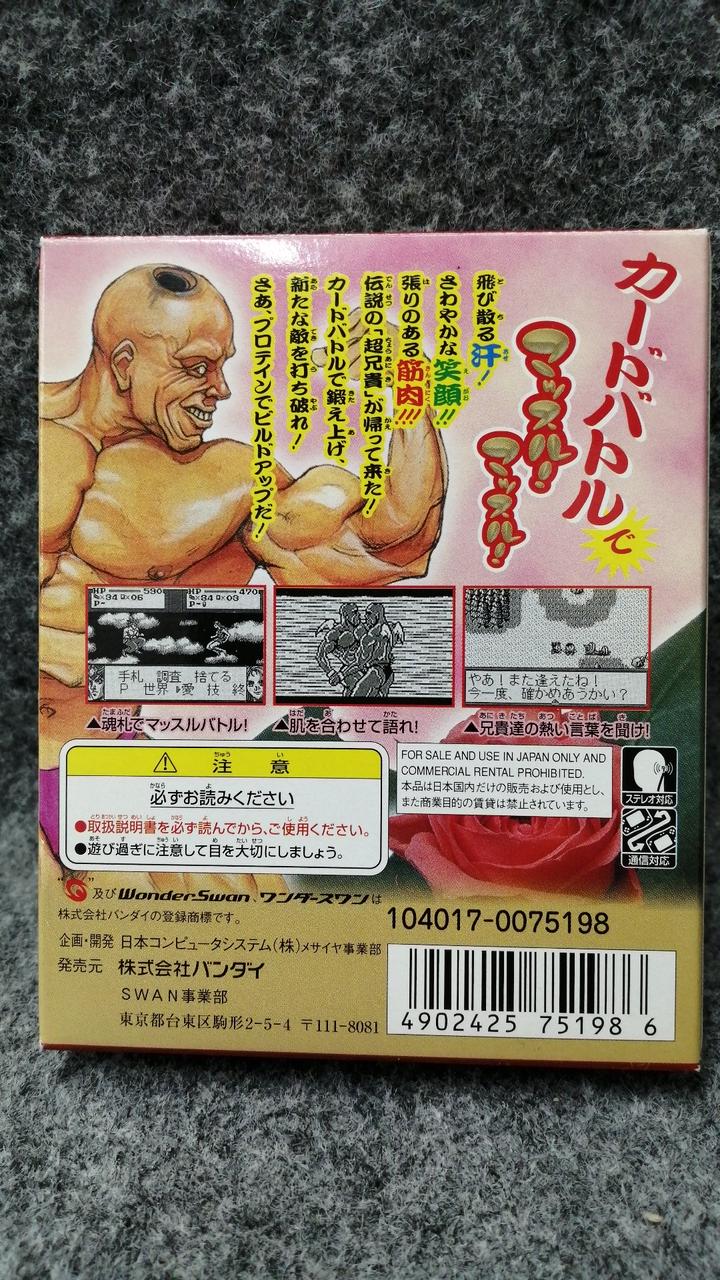 カードバトルで
マッスル!
マッスル!
飛び散る汗!
さわやかな笑顔!!
張りのある筋肉!!!
伝説の「超兄貴」が帰って来た!
カードバトルで鍛え上げ、
新たな敵を打ち破れ!
さあ、プロテインでビルドアップだ!
HP 590
HP 470
手札 調査 捨てる
P 世界 愛 技 終
やあ!また逢えたね!
今一度、確かめあうかい?
▲魂札でマッスルバトル!
▲肌を合わせて語れ!
▲兄貴達の熱い言葉を聞け!
注意
必ずお読みください
●取扱説明書を必ず読んでから、ご使用ください。
●遊び過ぎに注意して目を大切にしましょう。
FOR SALE AND USE IN JAPAN ONLY AND
COMMERCIAL RENTAL PROHIBITED.
本品は日本国内だけの販売および使用とし、
また商業目的の賃貸は禁止されています。
ステレオ対応
通信対応
及びWonderSwan、ワンダースワンは
株式会社バンダイの登録商標です。
104017-0075198
企画・開発 日本コンピュータシステム(株)メサイヤ事業部
発売元 株式会社バンダイ
SWAN事業部
東京都台東区駒形2-5-4 〒111-8081
4902425 751986